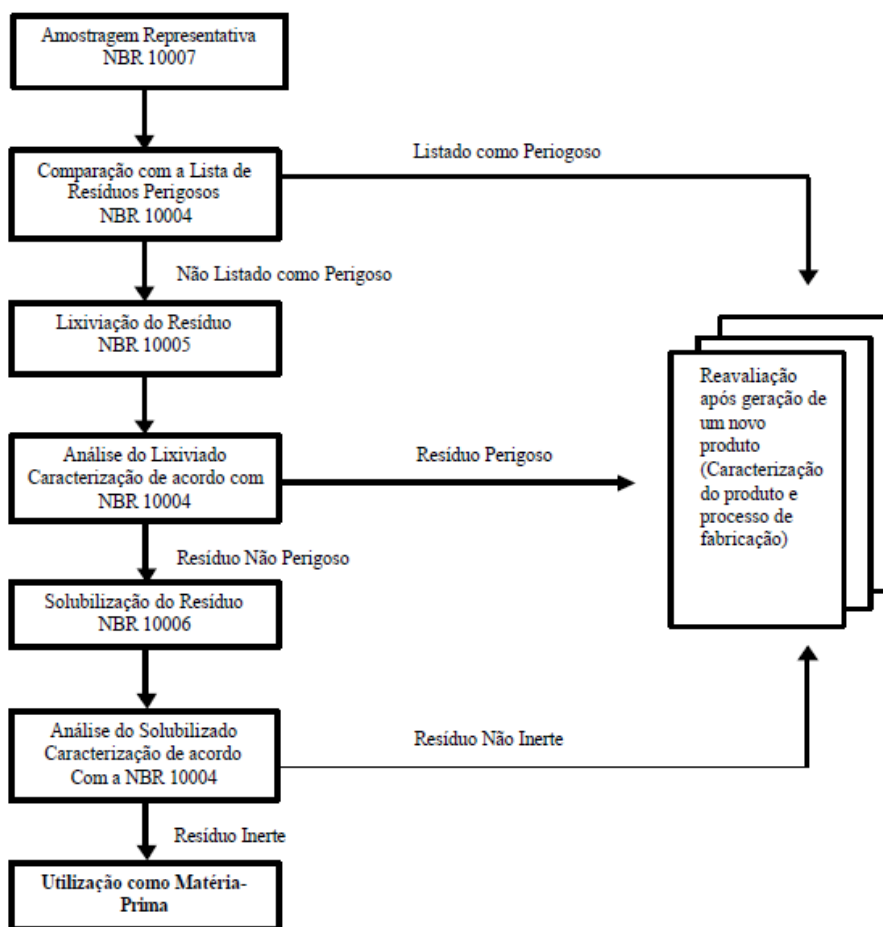 Amostragem Representativa
NBR 10007
Listado como Periogoso
Comparação com a Lista de
Resíduos Perigosos
NBR 10004
Não Listado como Perigoso
Lixiviação do Resíduo
NBR 10005
Reavaliação
após geração de
um novo
produto
(Caracterização
do produto e
processo de
fabricação)
Análise do Lixiviado
Caracterização de acordo com
NBR 10004
Resíduo Perigoso
Resíduo Não Perigoso
Solubilização do Resíduo
NBR 10006
Análise do Solubilizado
Caracterização de acordo
Com a NBR 10004
Resíduo Não Inerte
Resíduo Inerte
Utilização como Matéria-
Prima